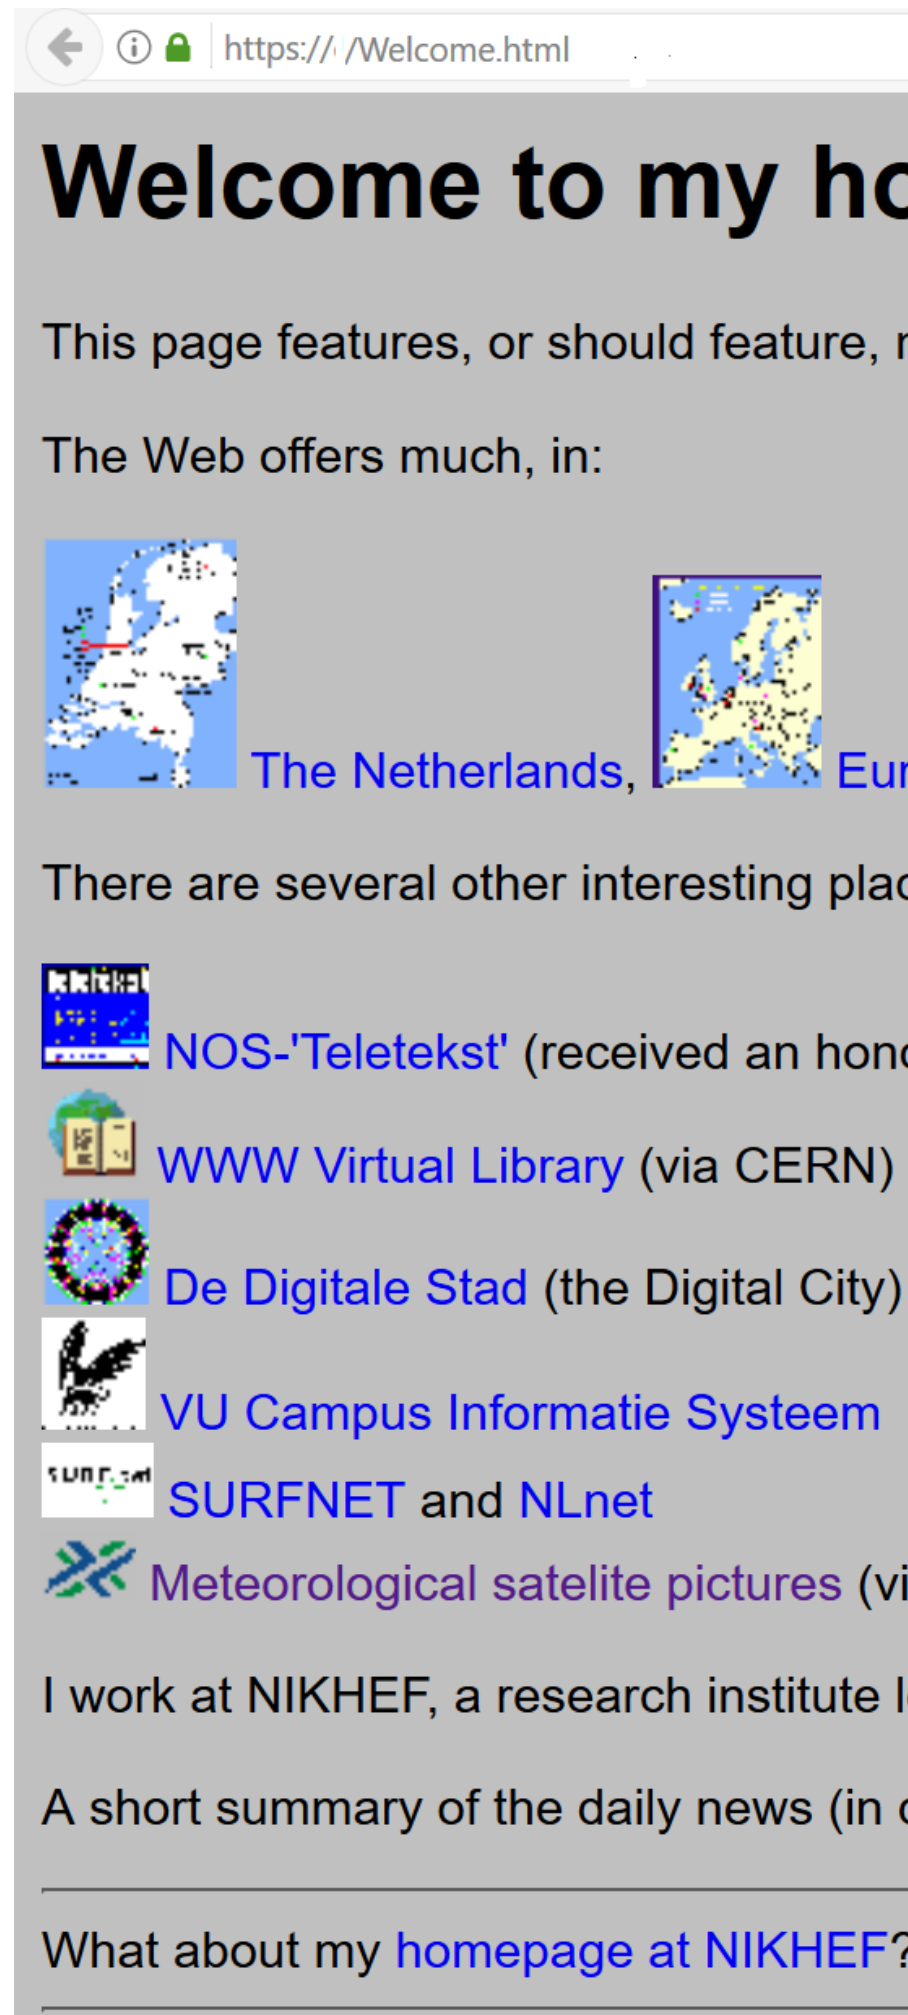 https:// /Welcome.html
Welcome to my ho
This page features, or should feature,
The Web offers much, in:
The Netherlands, Eur
There are several other interesting plac
NOS-'Teletekst' (received an hono
WWW Virtual Library (via CERN)
De Digitale Stad (the Digital City)
VU Campus Informatie Systeem
SURFNET and NLnet
Meteorological satelite pictures (vi
I work at NIKHEF, a research institute l
A short summary of the daily news (in
What about my homepage at NIKHEF?